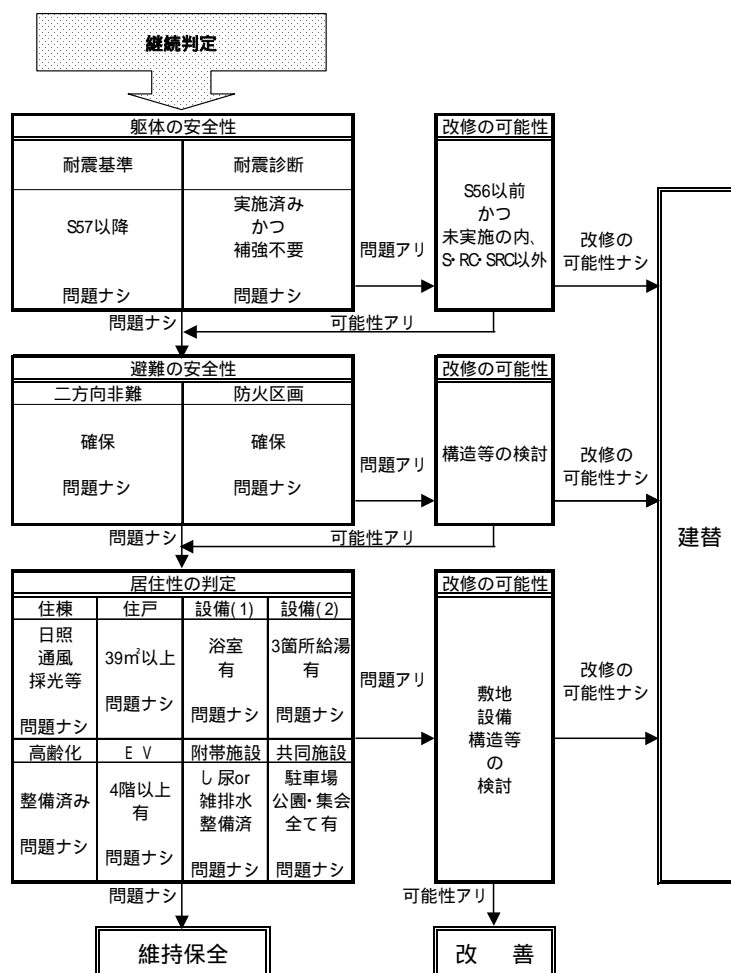 継続判定
躯体の安全性
耐震基準
耐震診断
S57以降
問題ナシ
実施済み
かつ
補強不要
問題ナシ
問題アリ
改修の可能性
S56以前
かつ
未実施の内、
S・RC・SRC以外
改修の
可能性ナシ
問題ナシ
可能性アリ
避難の安全性
二方向非難
防火区画
確保
問題ナシ
確保
問題ナシ
問題アリ
改修の可能性
構造等の検討
改修の
可能性ナシ
建替
問題ナシ
可能性アリ
居住性の判定
住棟
住戸
設備(1)
設備(2)
日照
通風
採光等
問題ナシ
39㎡以上
問題ナシ
浴室
有
問題ナシ
3箇所給湯
有
問題ナシ
高齢化
EV
附帯施設
共同施設
整備済み
問題ナシ
4階以上
有
問題ナシ
し尿or
雑排水
整備済
問題ナシ
駐車場
公園・集会
全て有
問題ナシ
問題アリ
改修の可能性
敷地
設備
構造等
の
検討
改修の
可能性ナシ
問題ナシ
可能性アリ
維持保全
改　善